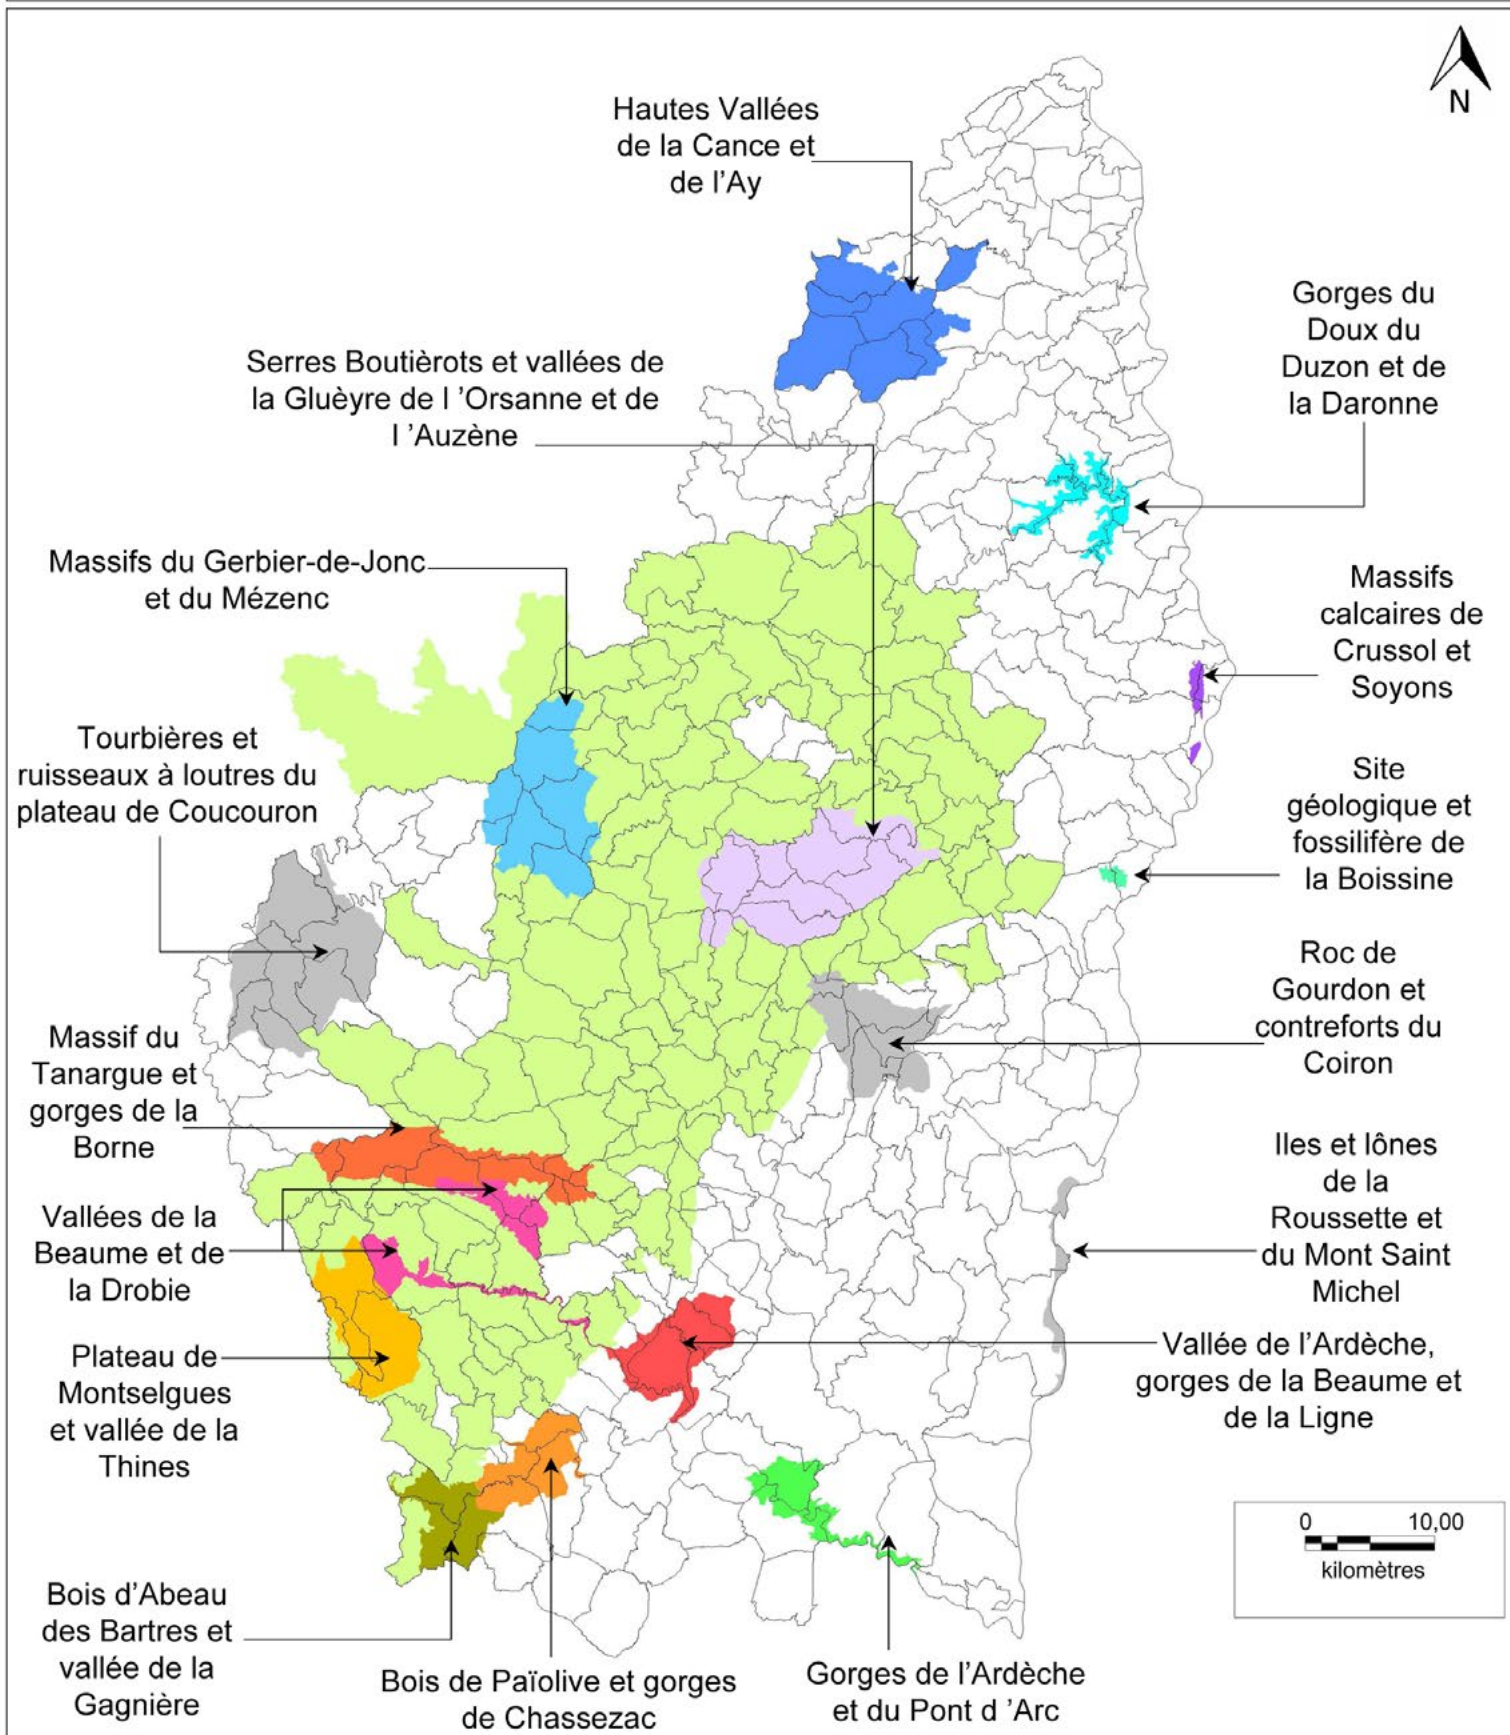 N
Hautes Vallées
de la Cance et
de l'Ay
Gorges du
Doux du
Duzon et de
la Daronne
Serres Boutièrots et vallées de
la Gluèyre de l 'Orsanne et de
l 'Auzène
Massifs du Gerbier-de-Jonc
et du Mézenc
Massifs
calcaires de
Crussol et
Soyons
Tourbières et
ruisseaux à loutres du
plateau de Coucouron
Site
géologique et
fossilifère de
la Boissine
Roc de
Gourdon et
contreforts du
Coiron
Massif du
Tanargue et
gorges de la
Borne
Iles et lônes
de la
Roussette et
du Mont Saint
Michel
Vallées de la
Beaume et de
la Drobie
Vallée de l'Ardèche,
gorges de la Beaume et
de la Ligne
Plateau de
Montselgues
et vallée de la
Thines
0 10,00
kilomètres
Bois d'Abeau
des Bartres et
vallée de la
Gagnière
Bois de Païolive et gorges
de Chassezac
Gorges de l'Ardèche
et du Pont d 'Arc